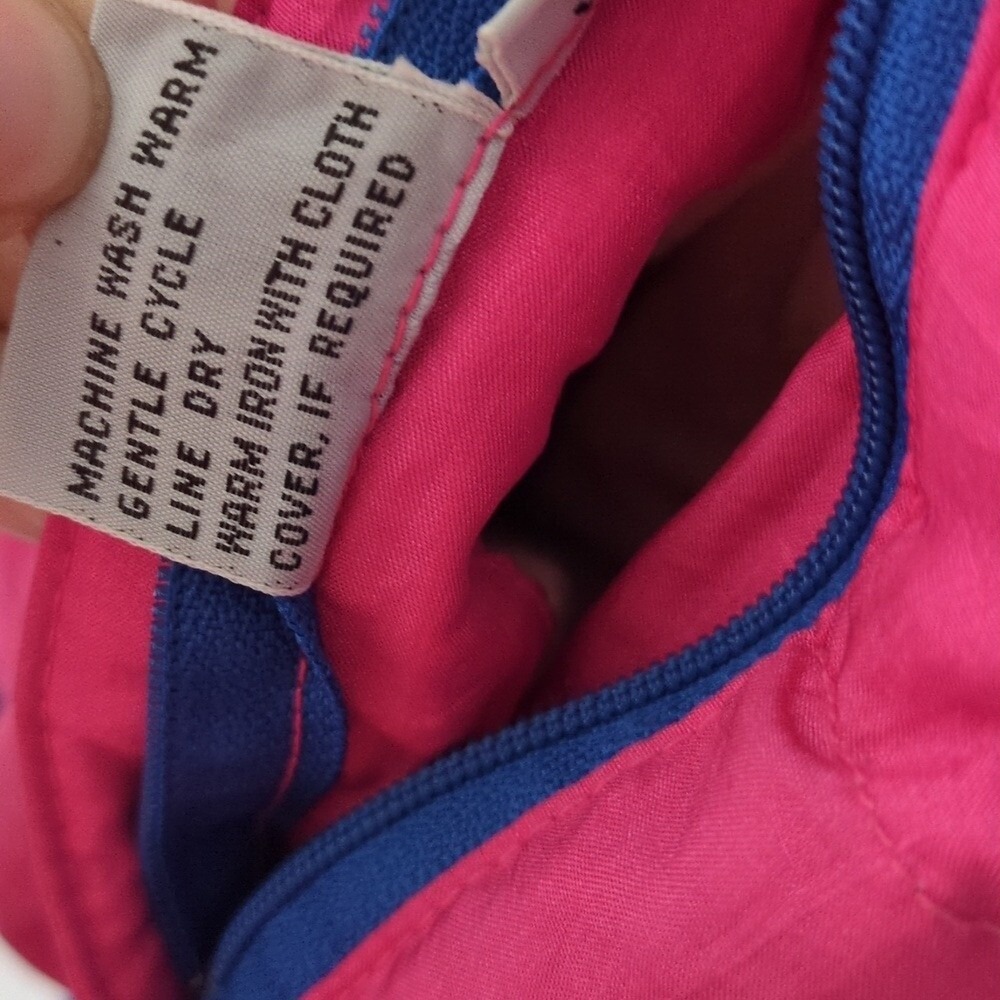 MACHINE WASH WARM
GENTLE CYCLE
LINE DRY
WARM IRON WITH CLOTH
COVER, IF REQUIRED